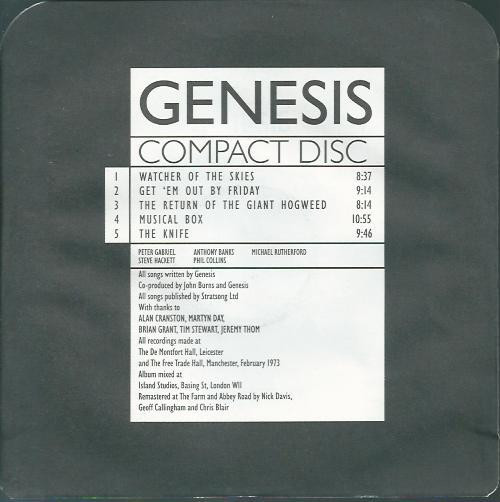 GENESIS
COMPACT DISC
1 WATCHER OF THE SKIES 8:37
2 GET 'EM OUT BY FRIDAY 9:14
3 THE RETURN OF THE GIANT HOGWEED 8:14
4 MUSICAL BOX 10:55
5 THE KNIFE 9:46
PETER GABRIEL ANTHONY BANKS MICHAEL RUTHERFORD
STEVE HACKETT PHIL COLLINS
All songs written by Genesis
Co-produced by John Burns and Genesis
All songs published by Stratsong Ltd
With thanks to
ALAN CRANSTON, MARTYN DAY,
BRIAN GRANT, TIM STEWART, JEREMY THOM
All recordings made at
The De Montfort Hall, Leicester
and The free Trade Hall, Manchester, February 1973
Album mixed at
Island Studios, Basing St, London W11
Remastered at The Farm and Abbey Road by Nick Davis,
Geoff Callingham and Chris Blair